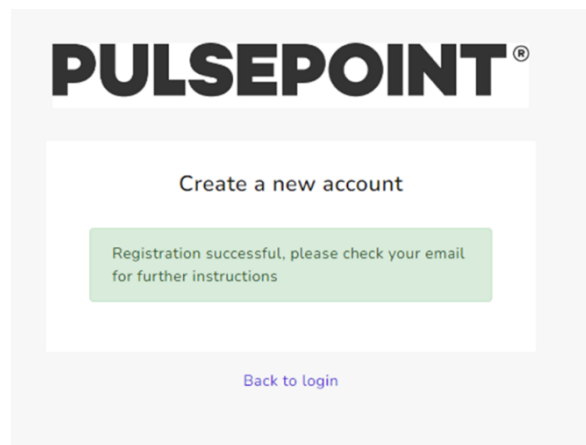 PULSEPOINT®
Create a new account
Registration successful, please check your email
for further instructions
Back to login